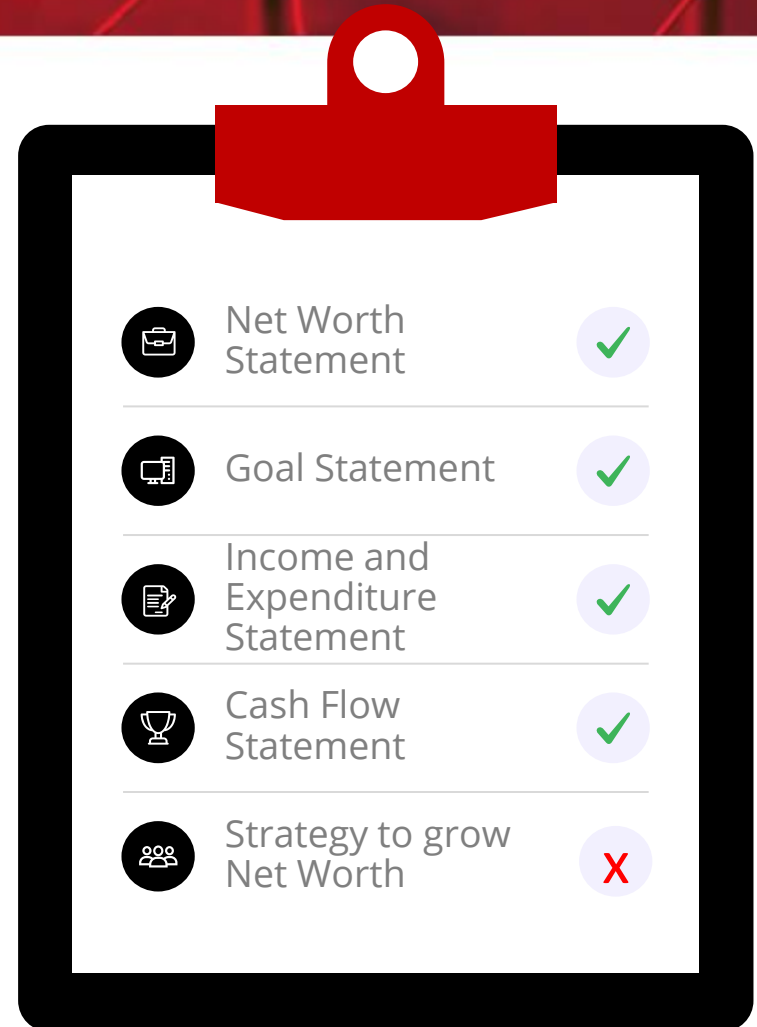 Net Worth
Statement
Goal Statement
Income and
Expenditure
Statement
Cash Flow
Statement
Strategy to grow
Net Worth
X